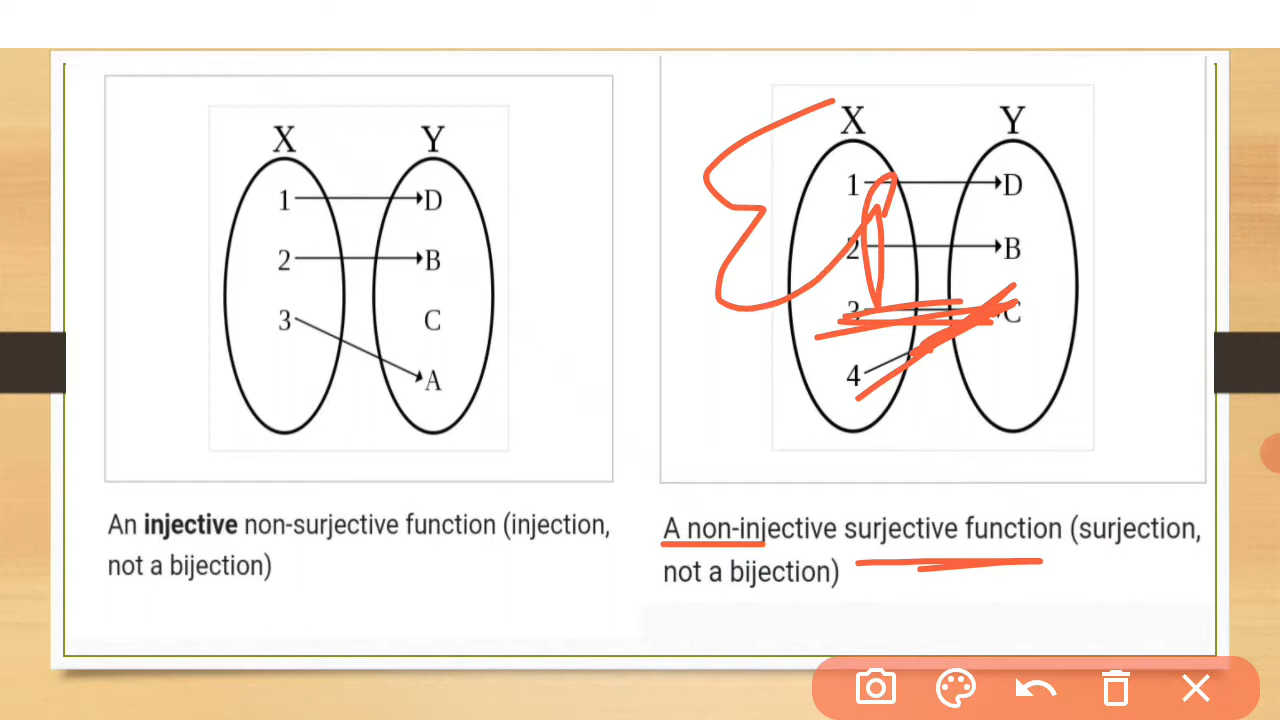 X Y
1 D
2 B
3 C
A
An injective non-surjective function (injection,
not a bijection)
X Y
1 D
2 B
3 C
4
A non-injective surjective function (surjection,
not a bijection)